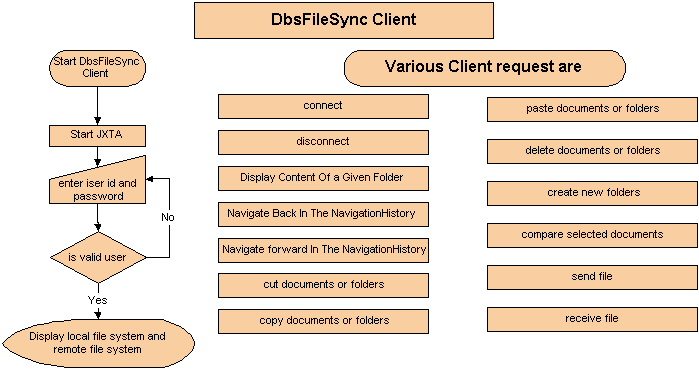 DbsFileSync Client
Start DbsFileSync
Client
Start JXTA
enter iser id and
password
No
is valid user
Yes
Display local file system and
remote file system
Various Client request are
connect
disconnect
Display Content Of a Given Folder
Navigate Back In The NavigationHistory
Navigate forward In The NavigationHistory
cut documents or folders
copy documents or folders
paste documents or folders
delete documents or folders
create new folders
compare selected documents
send file
receive file